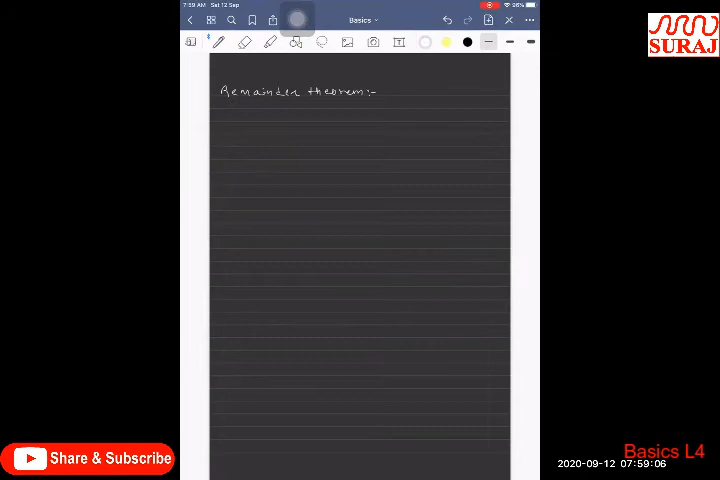 7:59 AM Sat 12 Sep
96%
Basics
SURAJ
T
Remainder theorem:-
Share & Subscribe
Basics L4
2020-09-12 07:59:06